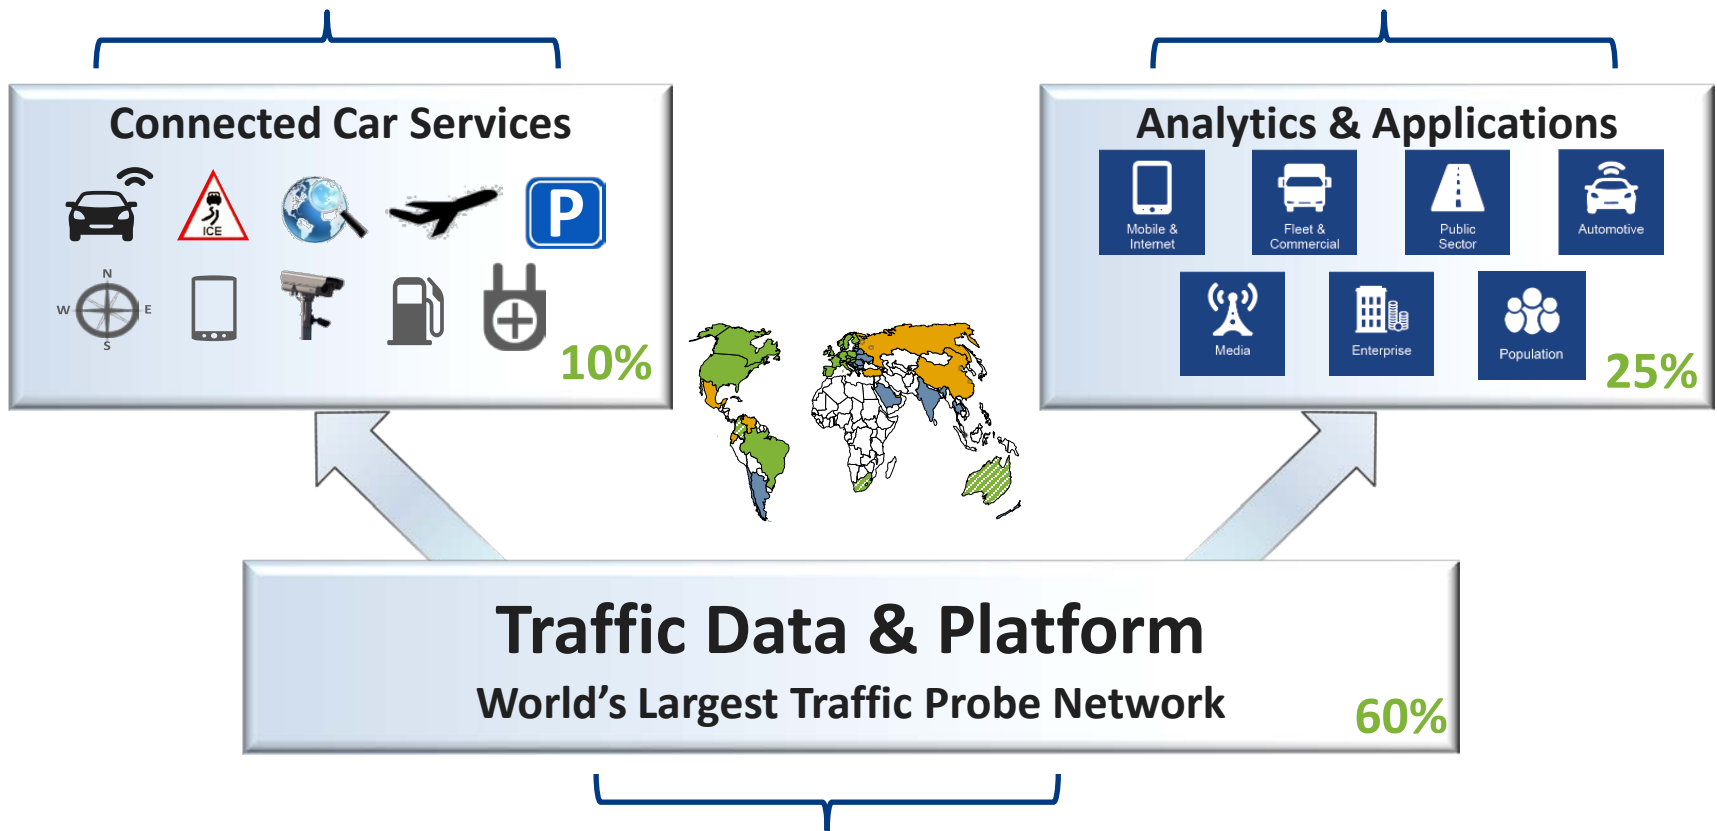 Connected Car Services
ICE
P
N
W
E
S
10%
Analytics & Applications
Mobile &
Internet
Fleet &
Commercial
Public
Sector
Automotive
Media
Enterprise
Population
25%
Traffic Data & Platform
World’s Largest Traffic Probe Network
60%